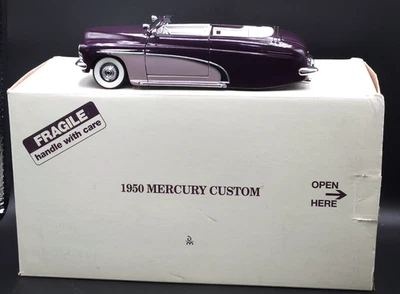 FRAGILE
handle with care
1950 MERCURY CUSTOM
OPEN
HERE